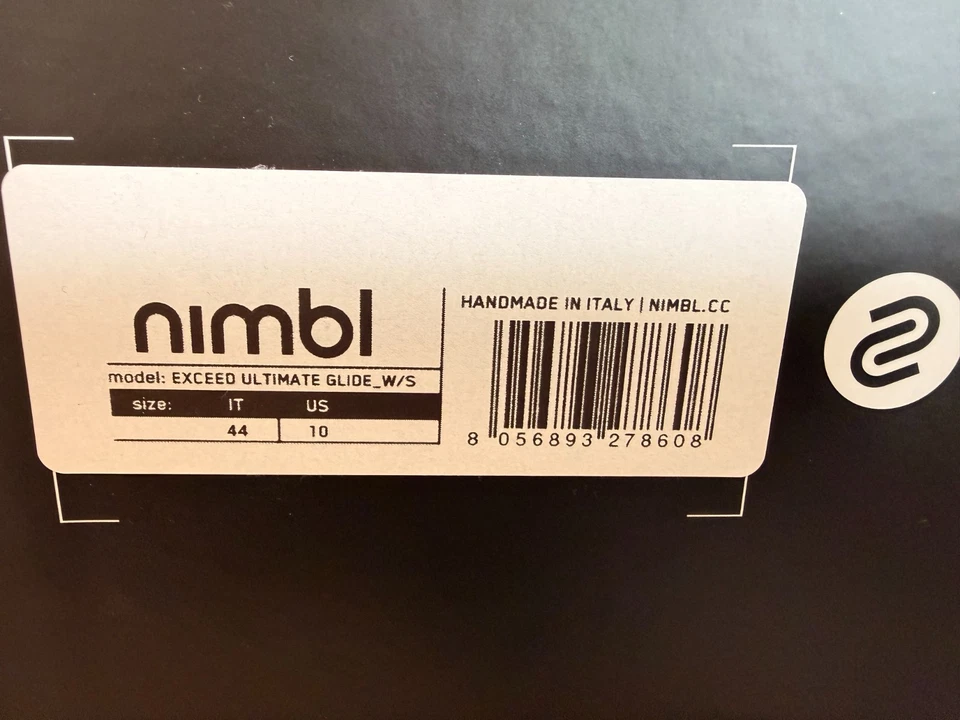 nimbl
model: EXCEED ULTIMATE GLIDE_W/S
size: IT US
44 10
HANDMADE IN ITALY | NIMBL.CC
8 056893 278608